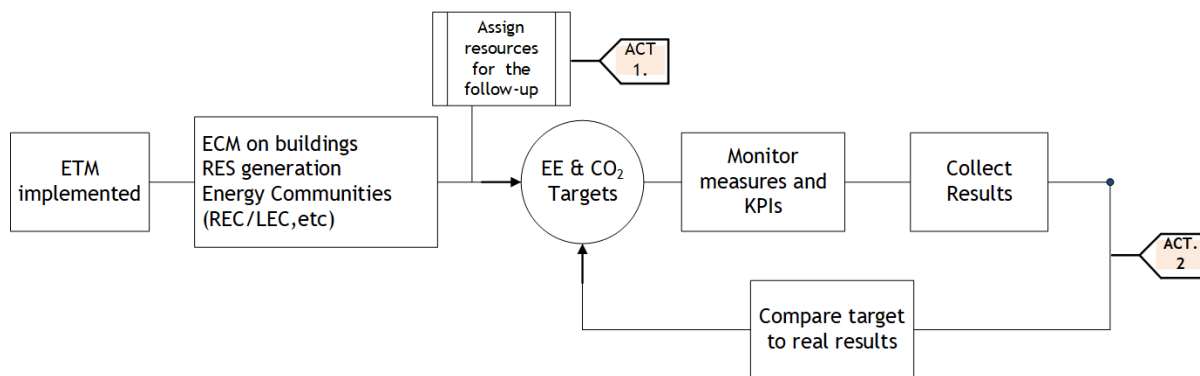 Assign
resources
for the
follow-up
ACT
1.
ETM
implemented
ECM on buildings
RES generation
Energy Communities
(REC/LEC,etc)
EE & CO₂
Targets
Monitor
measures and
KPIs
Collect
Results
ACT.
2
Compare target
to real results